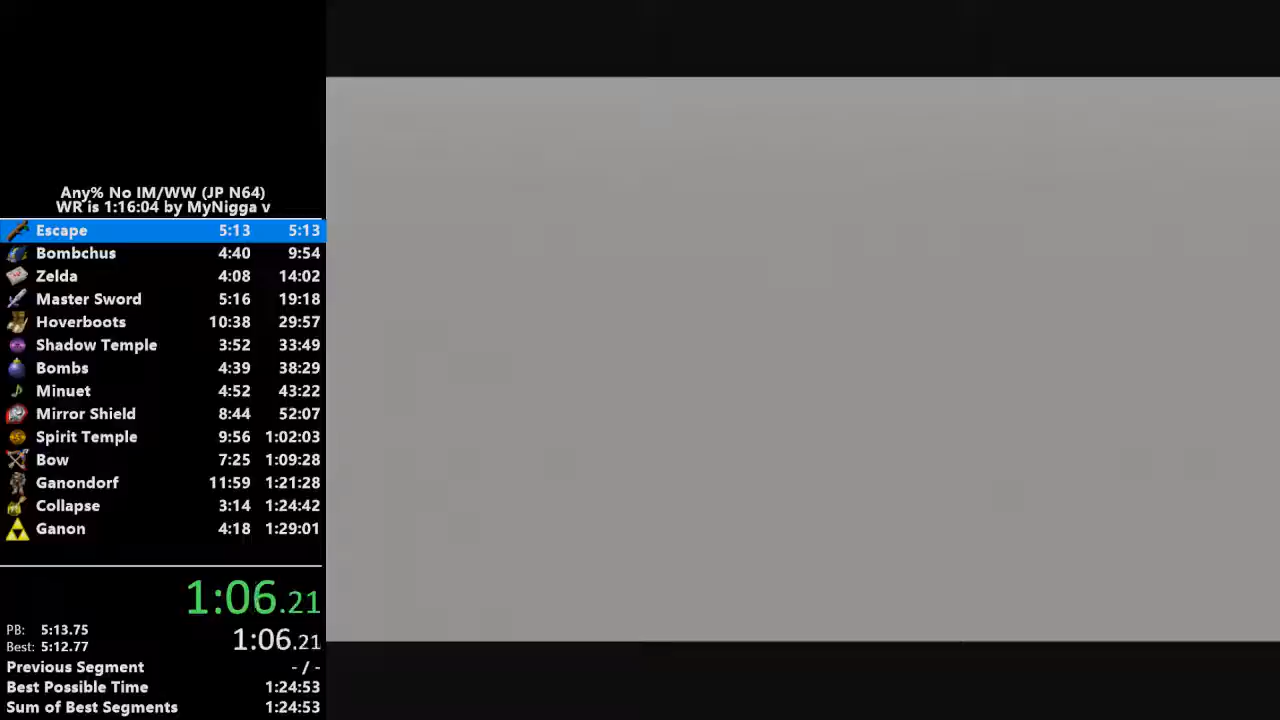 Any% No IM/WW (JP N64)
WR is 1:16:04 by MyNigga v
Escape 5:13 5:13
Bombchus 4:40 9:54
Zelda 4:08 14:02
Master Sword 5:16 19:18
Hoverboots 10:38 29:57
Shadow Temple 3:52 33:49
Bombs 4:39 38:29
Minuet 4:52 43:22
Mirror Shield 8:44 52:07
Spirit Temple 9:56 1:02:03
Bow 7:25 1:09:28
Ganondorf 11:59 1:21:28
Collapse 3:14 1:24:42
Ganon 4:18 1:29:01
1:06.21
PB: 5:13.75
Best: 5:12.77
1:06.21
Previous Segment - / -
Best Possible Time 1:24:53
Sum of Best Segments 1:24:53